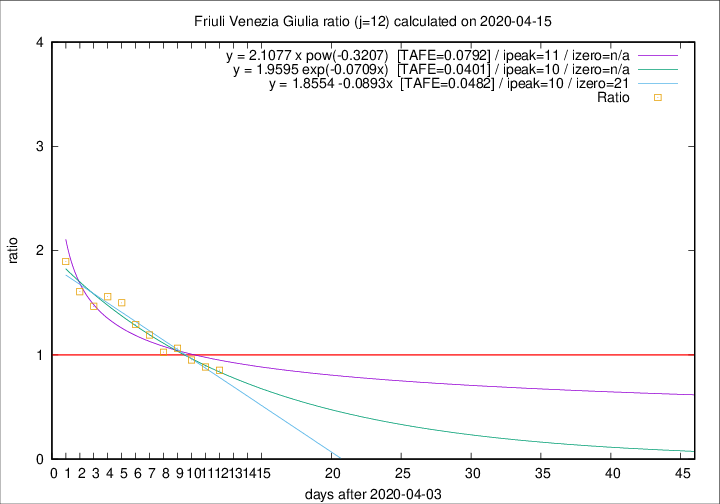 Friuli Venezia Giulia ratio (j=12) calculated on 2020-04-15
y = 2.1077 x pow(-0.3207) [TAFE=0.0792] / ipeak=11 / izero=n/a
y = 1.9595 exp(-0.0709x) [TAFE=0.0401] / ipeak=10 / izero=n/a
y = 1.8554 -0.0893x [TAFE=0.0482] / ipeak=10 / izero=21
Ratio
4
3
2
1
0
ratio
0 1 2 3 4 5 6 7 8 9 10 11 12 13 14 15 20 25 30 35 40 45
days after 2020-04-03